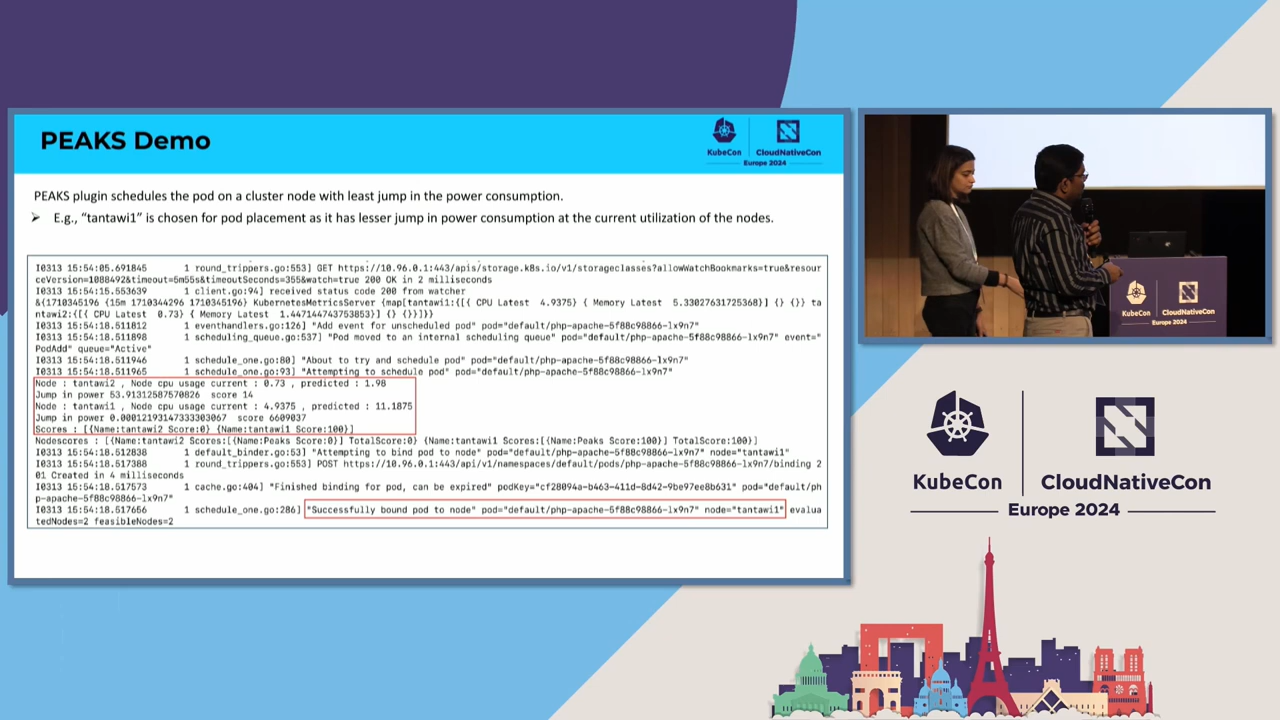 PEAKS Demo
KubeCon
CloudNativeCon
Europe 2024
PEAKS plugin schedules the pod on a cluster node with least jump in the power consumption.
E.g., “tantawi1” is chosen for pod placement as it has lesser jump in power consumption at the current utilization of the nodes.
I0313 15:54:05.691845 1 round_trippers.go:553] GET https://10.96.0.1:443/apis/storage.k8s.io/v1/storageclasses?allowWatchBookmarks=true&resour
ceVersion=1088492&timeout=5m55s&timeoutSeconds=355&watch=true 200 OK in 2 milliseconds
I0313 15:54:15.553639 1 client.go:94] received status code 200 from watcher
&{1710345196 {15m 1710344296 1710345196} KubernetesMetricsServer {map[tantawi1:{[{ CPU Latest 4.9375} { Memory Latest 5.33027631725368}] {} {}} ta
ntawi2:{[{ CPU Latest 0.73} { Memory Latest 1.447144743753853}] {} {}}]}}
I0313 15:54:18.511812 1 eventhandlers.go:126] "Add event for unscheduled pod" pod="default/php-apache-5f88c98866-lx9n7"
I0313 15:54:18.511898 1 scheduling_queue.go:537] "Pod moved to an internal scheduling queue" pod="default/php-apache-5f88c98866-lx9n7" event="
PodAdd" queue="Active"
I0313 15:54:18.511946 1 schedule_one.go:80] "About to try and schedule pod" pod="default/php-apache-5f88c98866-lx9n7"
I0313 15:54:18.511965 1 schedule_one.go:93] "Attempting to schedule pod" pod="default/php-apache-5f88c98866-lx9n7"
Node : tantawi2 , Node cpu usage current : 0.73 , predicted : 1.98
Jump in power 53.91312587570826 score 14
Node : tantawi1 , Node cpu usage current : 4.9375 , predicted : 11.1875
Jump in power 0.00012193147333303067 score 6609037
Scores : [{Name:tantawi2 Score:0} {Name:tantawi1 Score:100}]
Nodescores : [{Name:tantawi2 Scores:[{Name:Peaks Score:0}] TotalScore:0} {Name:tantawi1 Scores:[{Name:Peaks Score:100}] TotalScore:100}]
I0313 15:54:18.512838 1 default_binder.go:53] "Attempting to bind pod to node" pod="default/php-apache-5f88c98866-lx9n7" node="tantawi1"
I0313 15:54:18.517388 1 round_trippers.go:553] POST https://10.96.0.1:443/api/v1/namespaces/default/pods/php-apache-5f88c98866-lx9n7/binding 2
01 Created in 4 milliseconds
I0313 15:54:18.517573 1 cache.go:404] "Finished binding for pod, can be expired" podKey="cf28094a-b463-411d-8d42-9be97ee8b631" pod="default/ph
p-apache-5f88c98866-lx9n7"
I0313 15:54:18.517656 1 schedule_one.go:286] "Successfully bound pod to node" pod="default/php-apache-5f88c98866-lx9n7" node="tantawi1" evalua
tedNodes=2 feasibleNodes=2
KubeCon
CloudNativeCon
Europe 2024
KubeCon
CloudNativeCon
Europe 2024